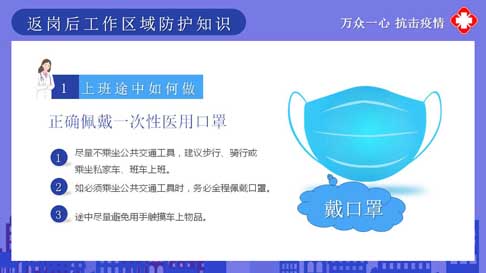 返岗后工作区域防护知识
万众一心 抗击疫情
1 上班途中如何做
正确佩戴一次性医用口罩
1 尽量不乘坐公共交通工具，建议步行、骑行或
乘坐私家车、班车上班。
2 如必须乘坐公共交通工具时，务必全程佩戴口罩。
3 途中尽量避免用手触摸车上物品。
戴口罩